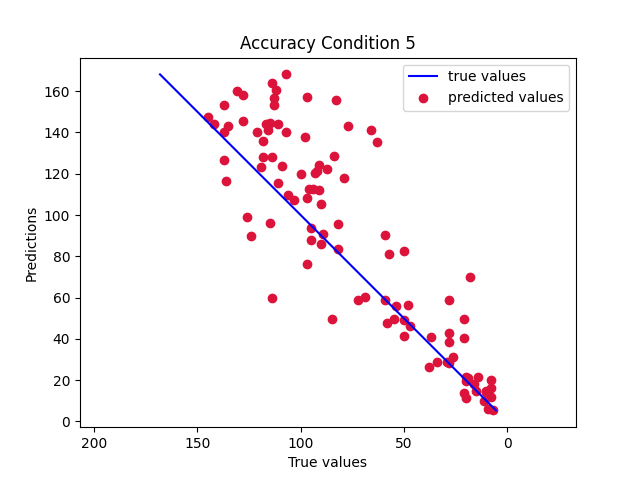 Accuracy Condition 5
true values
predicted values
160
140
120
100
80
60
40
20
0
Predictions
200 150 100 50 0
True values